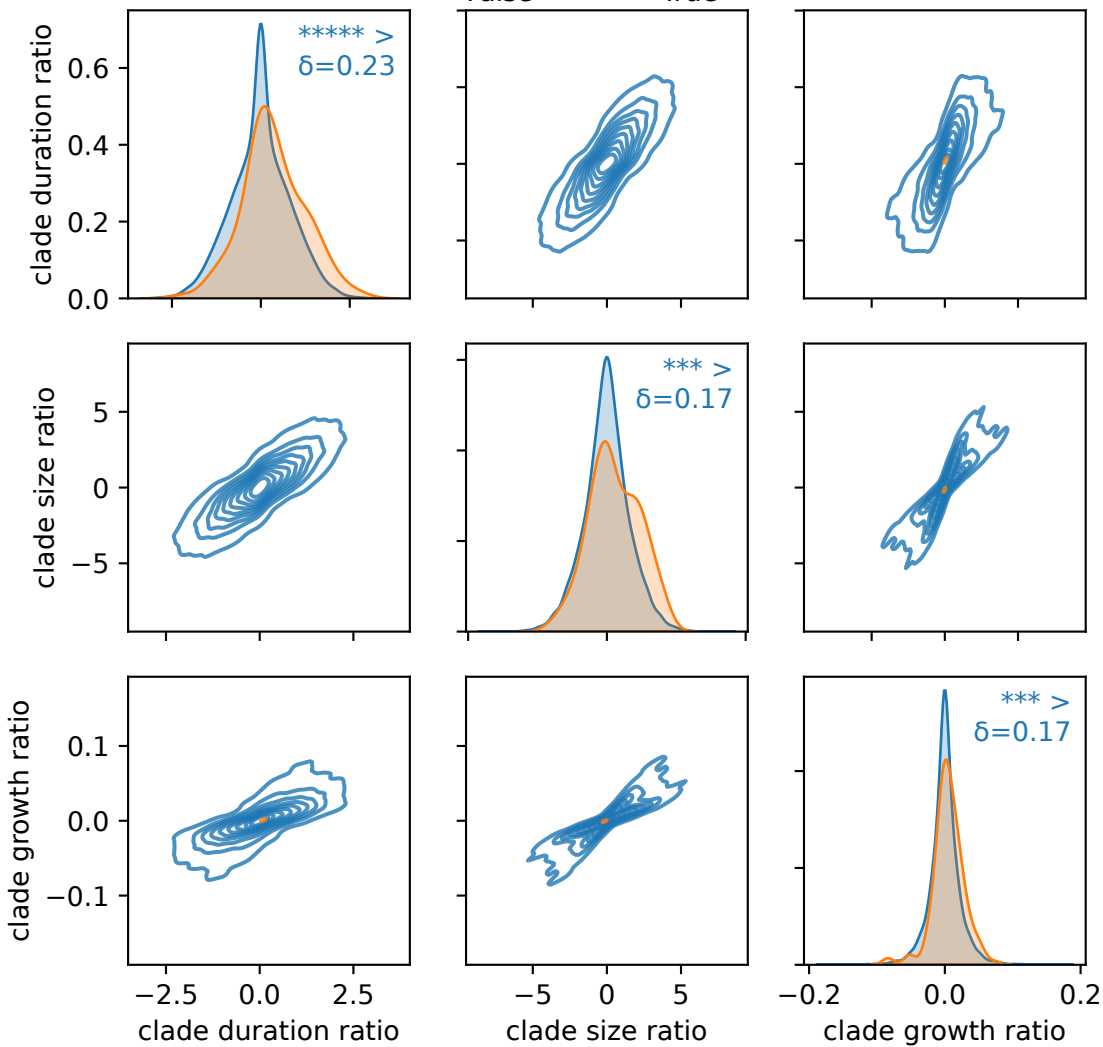 ***** >
δ=0.23
clade duration ratio
0.6
0.4
0.2
0.0
*** >
δ=0.17
clade size ratio
5
0
−5
*** >
δ=0.17
clade growth ratio
0.1
0.0
−0.1
−2.5 0.0 2.5
−5 0 5
−0.2 0.0 0.2
clade duration ratio
clade size ratio
clade growth ratio